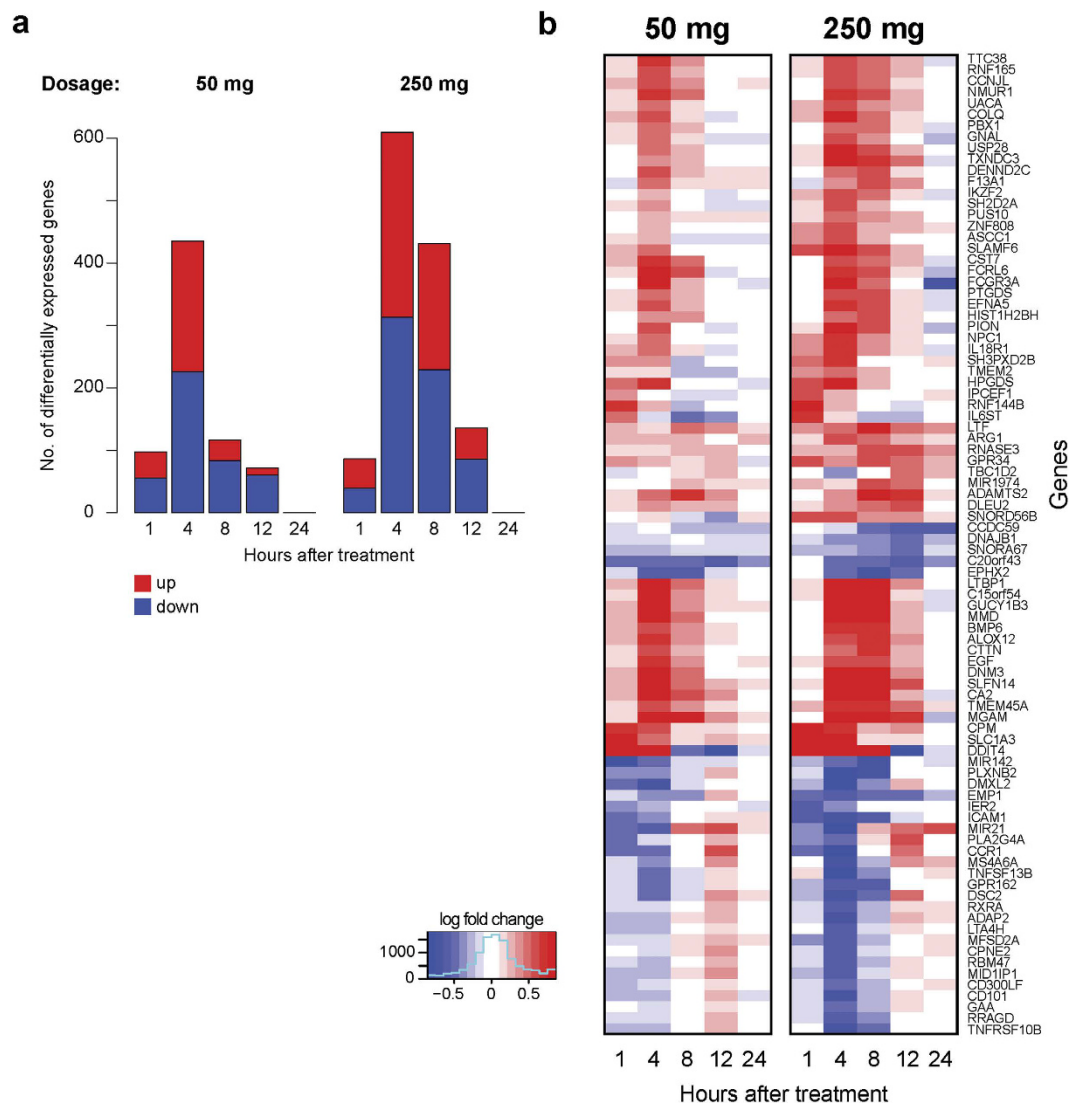 a
Dosage:
50 mg
250 mg
600
400
200
0
No. of differentially expressed genes
1 4 8 12 24
1 4 8 12 24
Hours after treatment
up
down
log fold change
1000
0
−0.5 0 0.5
b
50 mg
250 mg
TTC38
RNF165
CCNJL
NMUR1
UACA
COLQ
PBX1
GNAL
USP28
TXNDC3
DENND2C
F13A1
IKZF2
SH2D2A
PUS10
ZNF808
ASCC1
SLAMF6
CST7
FCRL6
FCGR3A
PTGDS
EFNA5
HIST1H2BH
PION
NPC1
IL18R1
SH3PXD2B
TMEM2
HPGDS
IPCEF1
RNF144B
IL6ST
LTF
ARG1
RNASE3
GPR34
TBC1D2
MIR1974
ADAMTS2
DLEU2
SNORD56B
CCDC59
DNAJB1
SNORA67
C20orf43
EPHX2
LTBP1
C15orf54
GUCY1B3
MMD
BMP6
ALOX12
CTTN
EGF
DNM3
SLFN14
CA2
TMEM45A
MGAM
CPM
SLC1A3
DDIT4
MIR142
PLXNB2
DMXL2
EMP1
IER2
ICAM1
MIR21
PLA2G4A
CCR1
MS4A6A
TNFSF13B
GPR162
DSC2
RXRA
ADAP2
LTA4H
MFSD2A
CPNE2
RBM47
MID1IP1
CD300LF
CD101
GAA
RRAGD
TNFRSF10B
Genes
1 4 8 12 24
1 4 8 12 24
Hours after treatment